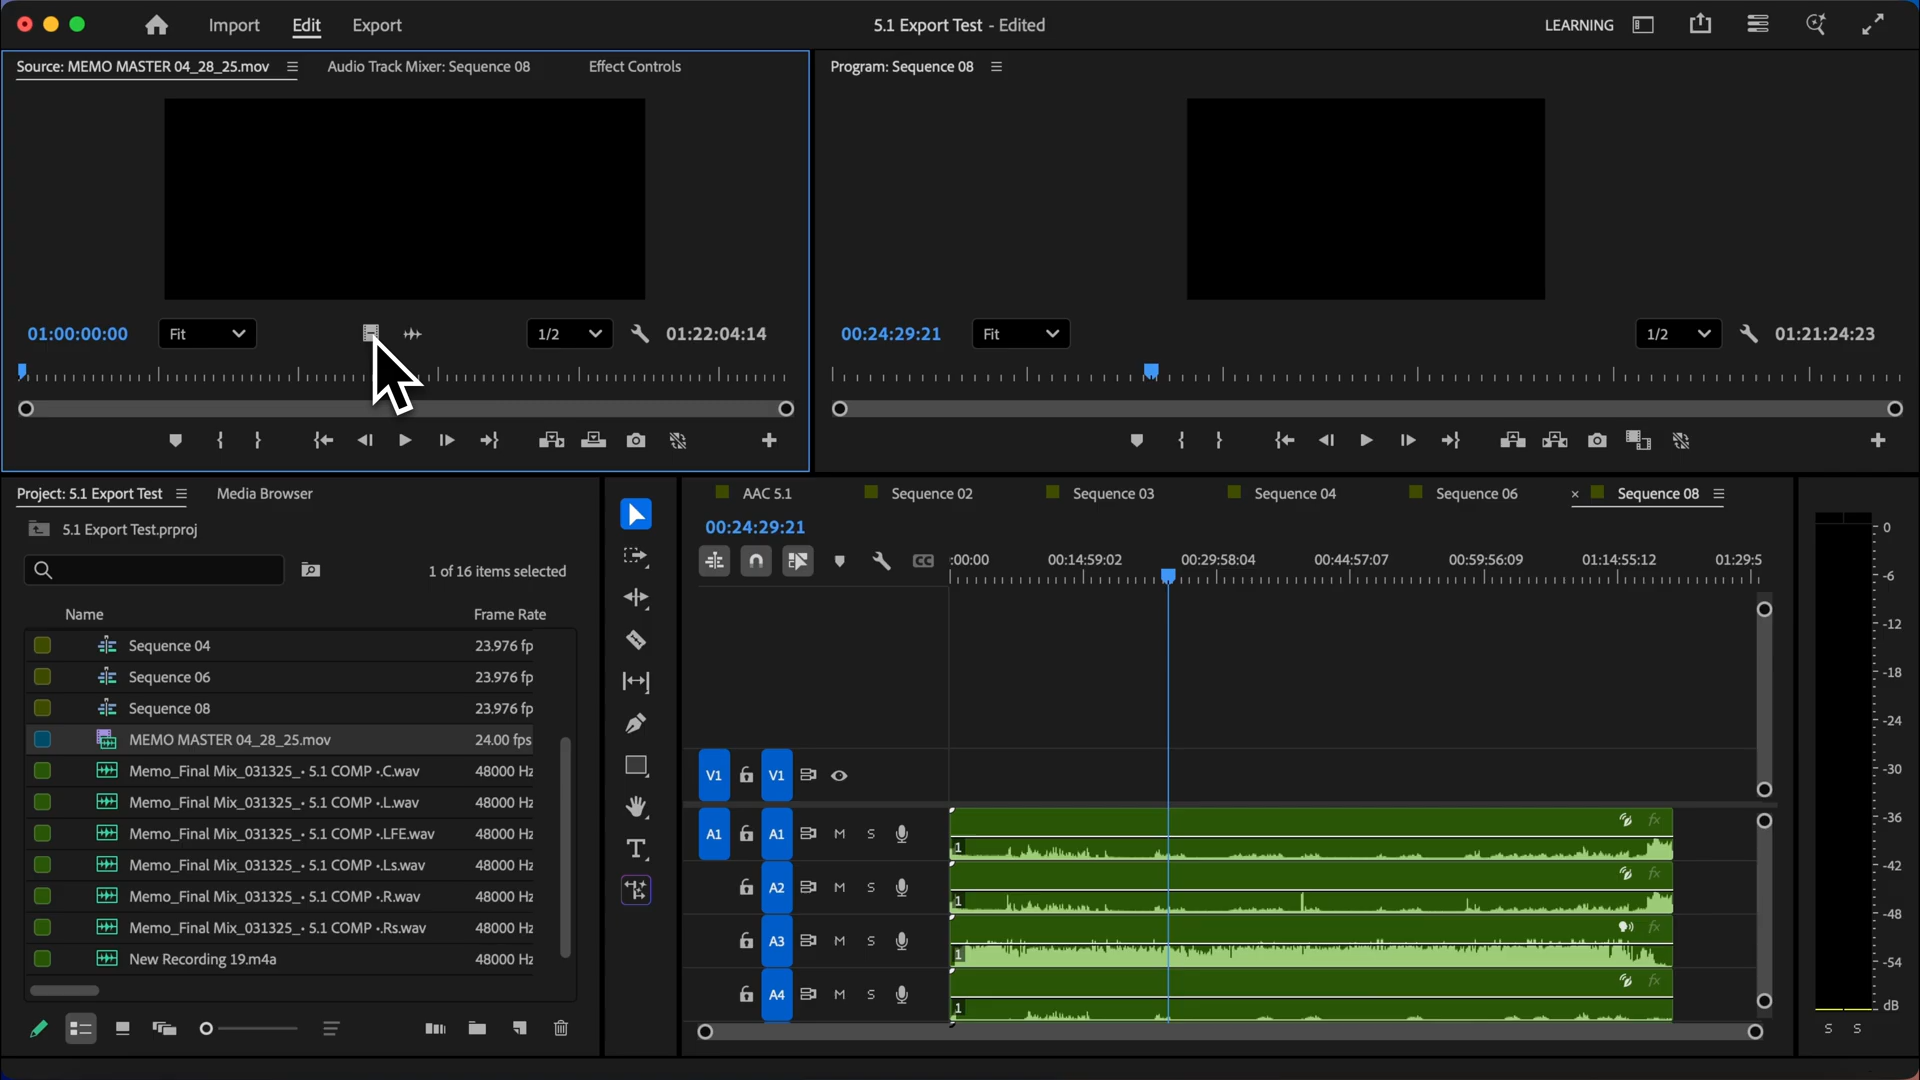 Import Edit Export
5.1 Export Test - Edited
LEARNING
Source: MEMO MASTER 04_28_25.mov
Audio Track Mixer: Sequence 08
Effect Controls
Program: Sequence 08
01:00:00:00
Fit
1/2
01:22:04:14
00:24:29:21
Fit
1/2
01:21:24:23
Project: 5.1 Export Test
Media Browser
5.1 Export Test.prproj
1 of 16 items selected
Name Frame Rate
Sequence 04 23.976 fp
Sequence 06 23.976 fp
Sequence 08 23.976 fp
MEMO MASTER 04_28_25.mov 24.00 fps
Memo_Final Mix_031325_• 5.1 COMP •.C.wav 48000 Hz
Memo_Final Mix_031325_• 5.1 COMP •.L.wav 48000 Hz
Memo_Final Mix_031325_• 5.1 COMP •.LFE.wav 48000 Hz
Memo_Final Mix_031325_• 5.1 COMP •.Ls.wav 48000 Hz
Memo_Final Mix_031325_• 5.1 COMP •.R.wav 48000 Hz
Memo_Final Mix_031325_• 5.1 COMP •.Rs.wav 48000 Hz
New Recording 19.m4a 48000 Hz
AAC 5.1
Sequence 02
Sequence 03
Sequence 04
Sequence 06
× Sequence 08
00:24:29:21
CC
:00:00 00:14:59:02 00:29:58:04 00:44:57:07 00:59:56:09 01:14:55:12 01:29:5
V1 V1
A1 A1 M S 1 fx
A2 M S 1 fx
A3 M S 1 fx
A4 M S 1 fx
0
-6
-12
-18
-24
-30
-36
-42
-48
-54
dB
S S